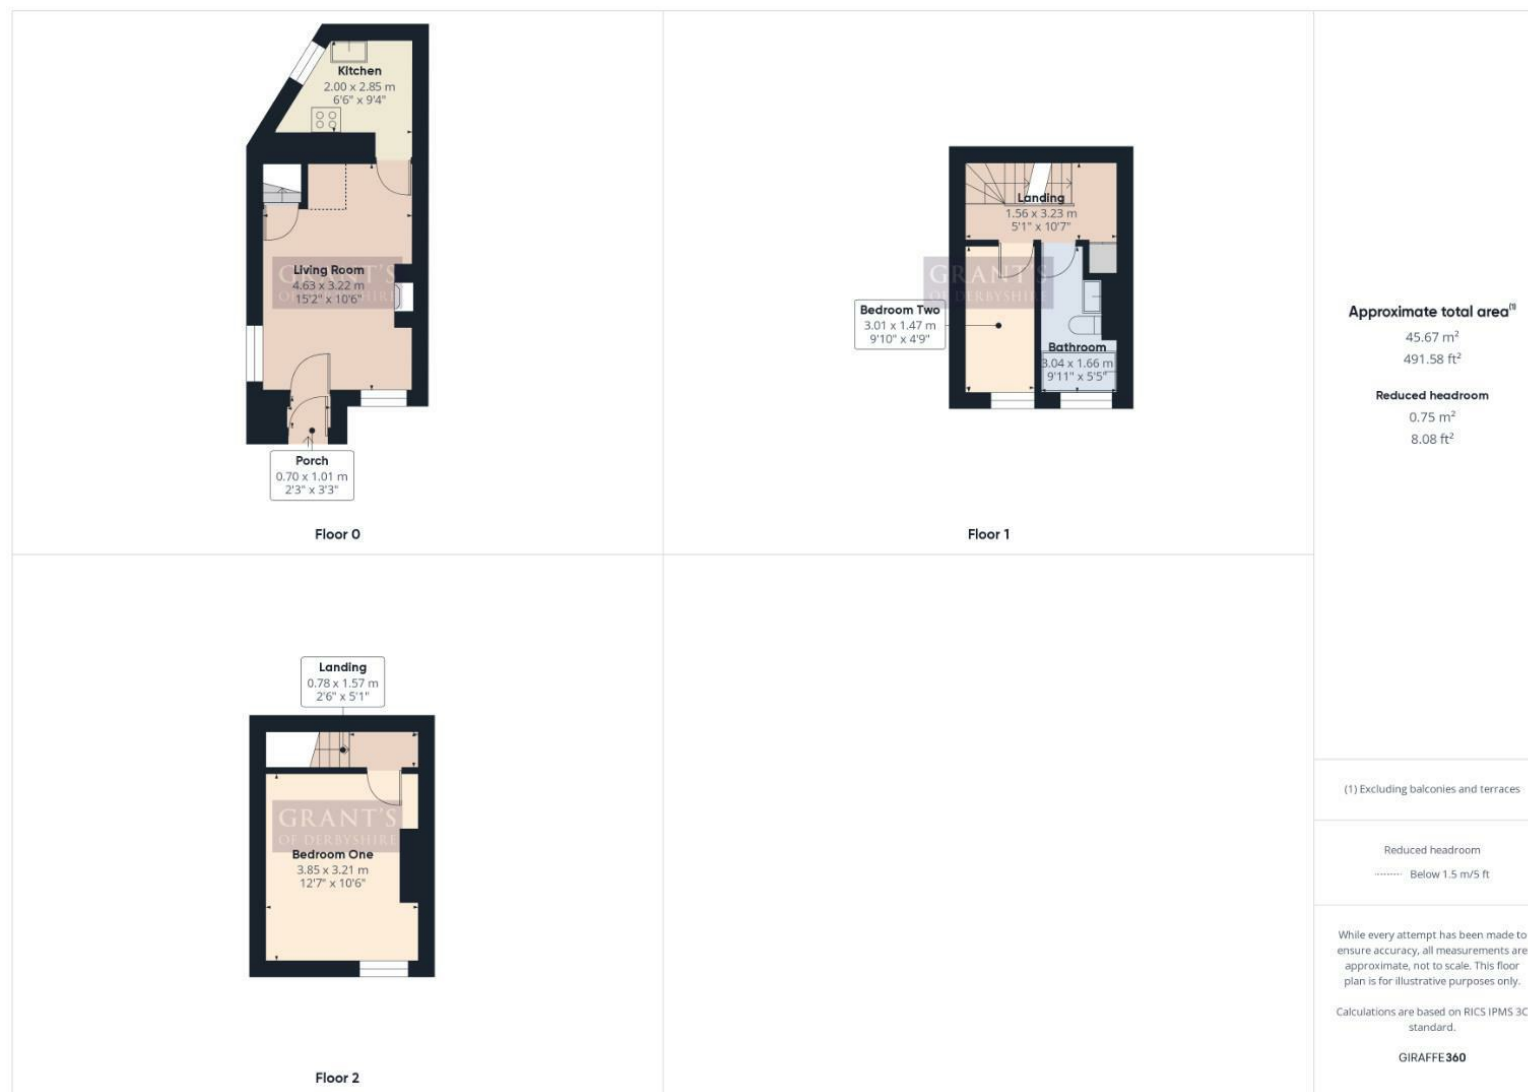 Kitchen
2.00 x 2.85 m
6'6" x 9'4"
Living Room
GRANT'S
OF DERBYSHIRE
4.63 x 3.22 m
15'2" x 10'6"
Porch
0.70 x 1.01 m
2'3" x 3'3"
Floor 0
Landing
1.56 x 3.23 m
5'1" x 10'7"
GRANT'S
OF DERBYSHIRE
Bedroom Two
3.01 x 1.47 m
9'10" x 4'9"
Bathroom
3.04 x 1.66 m
9'11" x 5'5"
Floor 1
Landing
0.78 x 1.57 m
2'6" x 5'1"
GRANT'S
OF DERBYSHIRE
Bedroom One
3.85 x 3.21 m
12'7" x 10'6"
Floor 2
Approximate total area(1)
45.67 m²
491.58 ft²
Reduced headroom
0.75 m²
8.08 ft²
(1) Excluding balconies and terraces
Reduced headroom
Below 1.5 m/5 ft
While every attempt has been made to
ensure accuracy, all measurements are
approximate, not to scale. This floor
plan is for illustrative purposes only.
Calculations are based on RICS IPMS 3C
standard.
GIRAFFE360